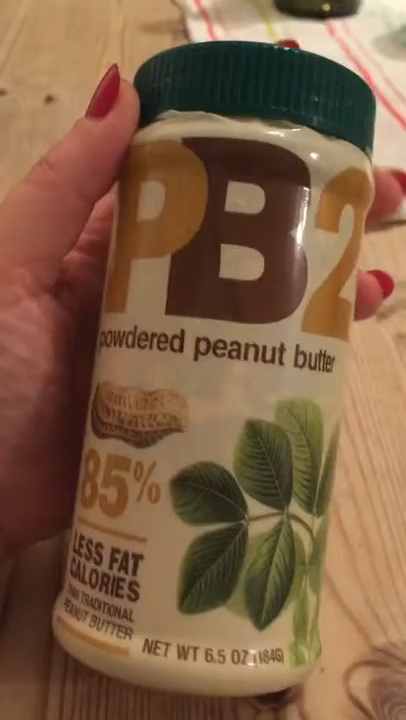 PB2
powdered peanut butter
85%
LESS FAT
CALORIES
THAN TRADITIONAL
PEANUT BUTTER
NET WT 6.5 OZ (184G)